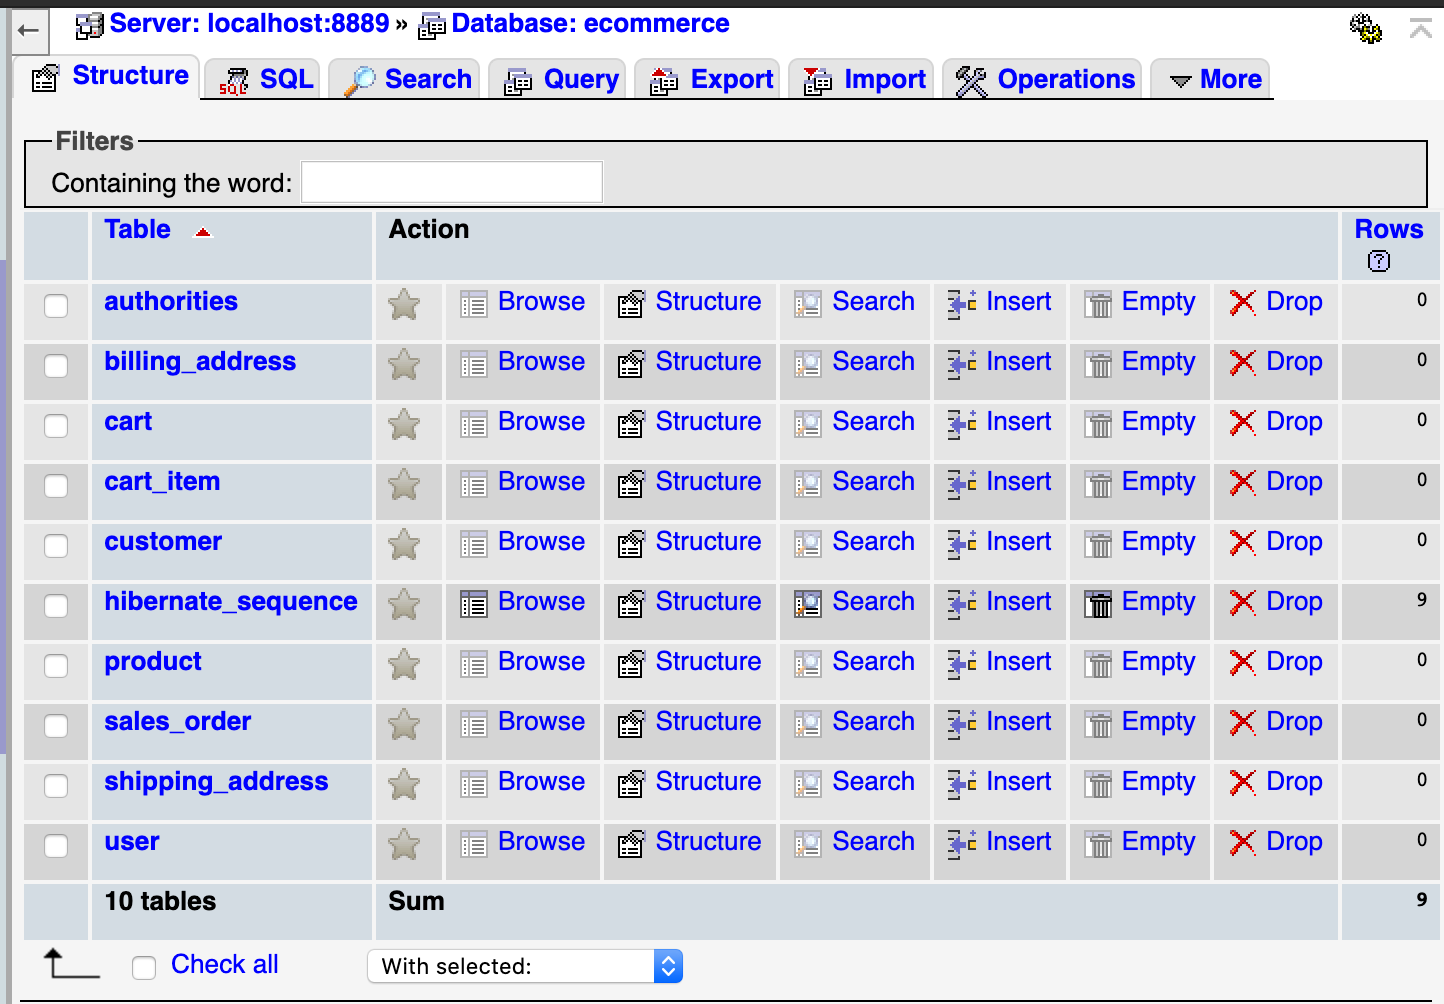 Server: localhost:8889 » Database: ecommerce
Structure SQL Search Query Export Import Operations More
Filters
Containing the word:
Table Action Rows
authorities Browse Structure Search Insert Empty Drop 0
billing_address Browse Structure Search Insert Empty Drop 0
cart Browse Structure Search Insert Empty Drop 0
cart_item Browse Structure Search Insert Empty Drop 0
customer Browse Structure Search Insert Empty Drop 0
hibernate_sequence Browse Structure Search Insert Empty Drop 9
product Browse Structure Search Insert Empty Drop 0
sales_order Browse Structure Search Insert Empty Drop 0
shipping_address Browse Structure Search Insert Empty Drop 0
user Browse Structure Search Insert Empty Drop 0
10 tables Sum 9
Check all With selected: